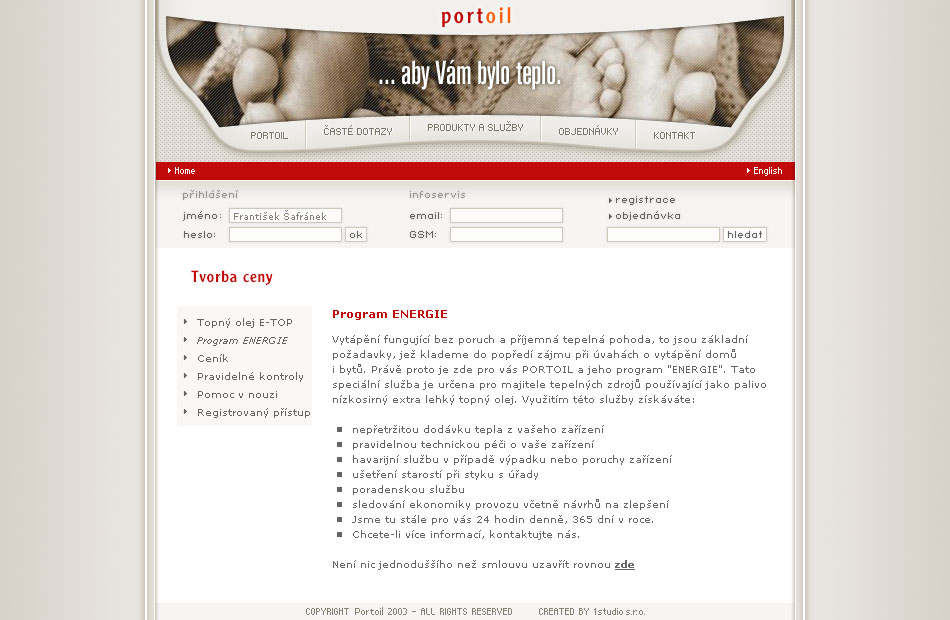 portoil
... aby Vám bylo teplo.
PORTOIL
ČASTÉ DOTAZY
PRODUKTY A SLUŽBY
OBJEDNÁVKY
KONTAKT
Home
English
přihlášení
infoservis
registrace
jméno:
František Šafránek
email:
objednávka
heslo:
ok
GSM:
hledat
Tvorba ceny
Topný olej E-TOP
Program ENERGIE
Ceník
Pravidelné kontroly
Pomoc v nouzi
Registrovaný přístup
Program ENERGIE
Vytápění fungující bez poruch a příjemná tepelná pohoda, to jsou základní
požadavky, jež klademe do popředí zájmu při úvahách o vytápění domů
i bytů. Právě proto je zde pro vás PORTOIL a jeho program "ENERGIE". Tato
speciální služba je určena pro majitele tepelných zdrojů používající jako palivo
nízkosirný extra lehký topný olej. Využitím této služby získáváte:
nepřetržitou dodávku tepla z vašeho zařízení
pravidelnou technickou péči o vaše zařízení
havarijní službu v případě výpadku nebo poruchy zařízení
ušetření starostí při styku s úřady
poradenskou službu
sledování ekonomiky provozu včetně návrhů na zlepšení
Jsme tu stále pro vás 24 hodin denně, 365 dní v roce.
Chcete-li více informací, kontaktujte nás.
Není nic jednoduššího než smlouvu uzavřít rovnou zde
COPYRIGHT Portoil 2003 - ALL RIGHTS RESERVED
CREATED BY 1studio s.r.o.